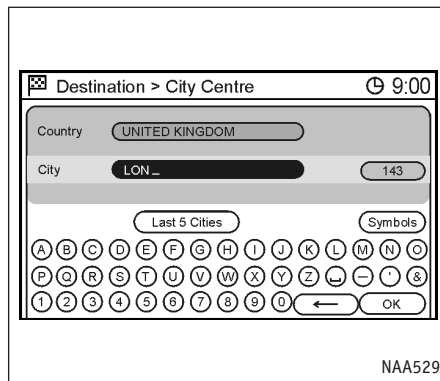 Destination > City Centre 9:00
Country UNITED KINGDOM
City LON_ 143
Last 5 Cities Symbols
A B C D E F G H I J K L M N O
P Q R S T U V W X Y Z ␣ – ' &
1 2 3 4 5 6 7 8 9 0 ← OK
NAA529